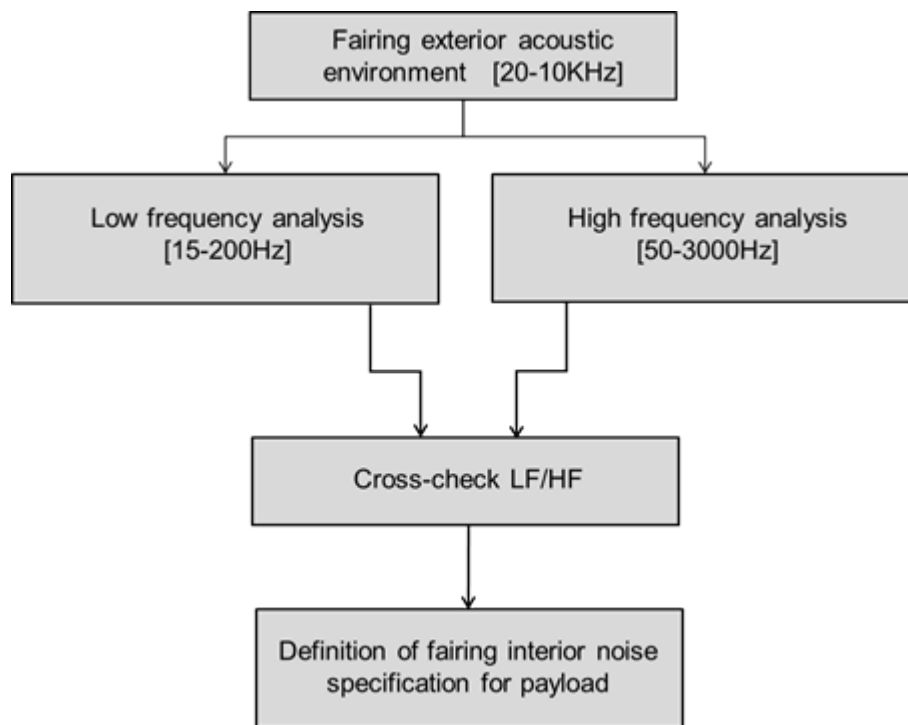 Fairing exterior acoustic
environment [20-10KHz]
Low frequency analysis
[15-200Hz]
High frequency analysis
[50-3000Hz]
Cross-check LF/HF
Definition of fairing interior noise
specification for payload